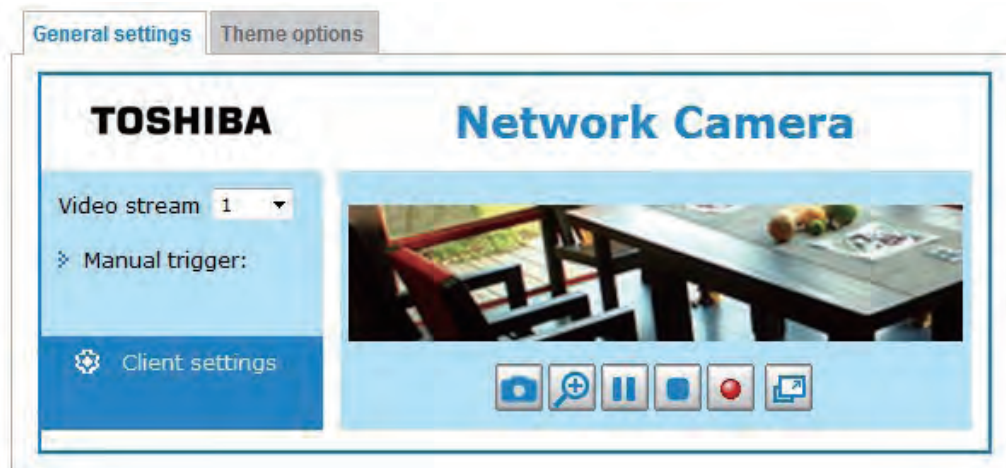 General settings
Theme options
TOSHIBA
Network Camera
Video stream 1
Manual trigger:
Client settings